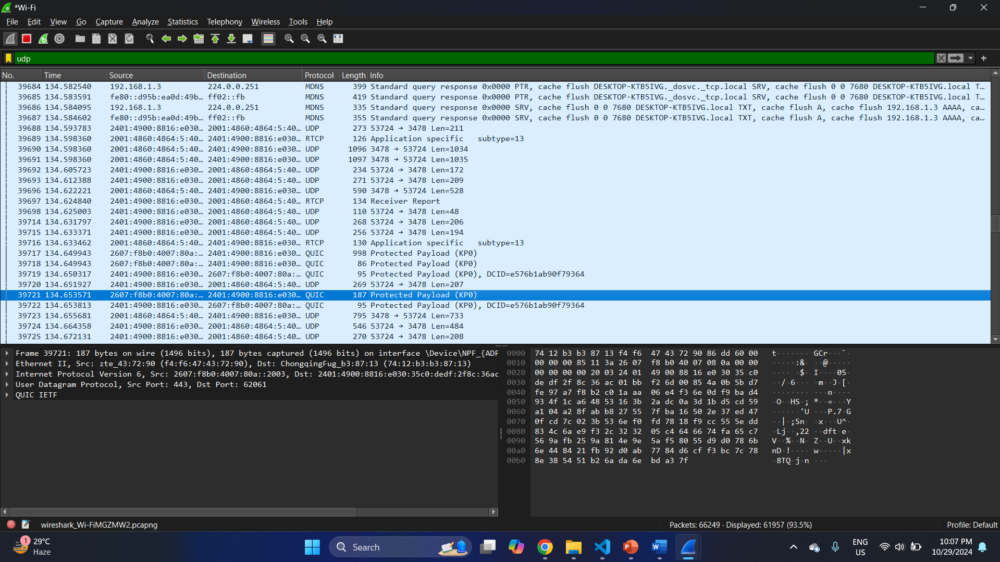 *Wi-Fi
File Edit View Go Capture Analyze Statistics Telephony Wireless Tools Help
udp
No. Time Source Destination Protocol Length Info
39684 134.582540 192.168.1.3 224.0.0.251 MDNS 399 Standard query response 0x0000 PTR, cache flush DESKTOP-KTB5IVG._dosvc._tcp.local SRV, cache flush 0 0 7680 DESKTOP-KTB5IVG.local T…
39685 134.583591 fe80::d95b:ea0d:49b… ff02::fb MDNS 419 Standard query response 0x0000 PTR, cache flush DESKTOP-KTB5IVG._dosvc._tcp.local SRV, cache flush 0 0 7680 DESKTOP-KTB5IVG.local T…
39686 134.584095 192.168.1.3 224.0.0.251 MDNS 335 Standard query response 0x0000 SRV, cache flush 0 0 7680 DESKTOP-KTB5IVG.local TXT, cache flush A, cache flush 192.168.1.3 AAAA, ca…
39687 134.584602 fe80::d95b:ea0d:49b… ff02::fb MDNS 355 Standard query response 0x0000 SRV, cache flush 0 0 7680 DESKTOP-KTB5IVG.local TXT, cache flush A, cache flush 192.168.1.3 AAAA, ca…
39688 134.593783 2401:4900:8816:e030… 2001:4860:4864:5:40… UDP 273 53724 → 3478 Len=211
39689 134.598360 2001:4860:4864:5:40… 2401:4900:8816:e030… RTCP 126 Application specific subtype=13
39690 134.598360 2001:4860:4864:5:40… 2401:4900:8816:e030… UDP 1096 3478 → 53724 Len=1034
39691 134.598360 2001:4860:4864:5:40… 2401:4900:8816:e030… UDP 1097 3478 → 53724 Len=1035
39692 134.605723 2401:4900:8816:e030… 2001:4860:4864:5:40… UDP 234 53724 → 3478 Len=172
39693 134.612388 2401:4900:8816:e030… 2001:4860:4864:5:40… UDP 271 53724 → 3478 Len=209
39696 134.622221 2001:4860:4864:5:40… 2401:4900:8816:e030… UDP 590 3478 → 53724 Len=528
39697 134.624840 2401:4900:8816:e030… 2001:4860:4864:5:40… RTCP 134 Receiver Report
39698 134.625003 2401:4900:8816:e030… 2001:4860:4864:5:40… UDP 110 53724 → 3478 Len=48
39714 134.631797 2401:4900:8816:e030… 2001:4860:4864:5:40… UDP 268 53724 → 3478 Len=206
39715 134.633371 2401:4900:8816:e030… 2001:4860:4864:5:40… UDP 256 53724 → 3478 Len=194
39716 134.633462 2001:4860:4864:5:40… 2401:4900:8816:e030… RTCP 130 Application specific subtype=13
39717 134.649943 2607:f8b0:4007:80a:… 2401:4900:8816:e030… QUIC 998 Protected Payload (KP0)
39718 134.649943 2607:f8b0:4007:80a:… 2401:4900:8816:e030… QUIC 86 Protected Payload (KP0)
39719 134.650317 2401:4900:8816:e030… 2607:f8b0:4007:80a:… QUIC 95 Protected Payload (KP0), DCID=e576b1ab90f79364
39720 134.651927 2401:4900:8816:e030… 2001:4860:4864:5:40… UDP 269 53724 → 3478 Len=207
39721 134.653571 2607:f8b0:4007:80a:… 2401:4900:8816:e030… QUIC 187 Protected Payload (KP0)
39722 134.653813 2401:4900:8816:e030… 2607:f8b0:4007:80a:… QUIC 95 Protected Payload (KP0), DCID=e576b1ab90f79364
39723 134.655681 2001:4860:4864:5:40… 2401:4900:8816:e030… UDP 795 3478 → 53724 Len=733
39724 134.664358 2401:4900:8816:e030… 2001:4860:4864:5:40… UDP 546 53724 → 3478 Len=484
39725 134.672131 2401:4900:8816:e030… 2001:4860:4864:5:40… UDP 270 53724 → 3478 Len=208
Frame 39721: 187 bytes on wire (1496 bits), 187 bytes captured (1496 bits) on interface \Device\NPF_{ADF
Ethernet II, Src: zte_43:72:90 (f4:f6:47:43:72:90), Dst: ChongqingFug_b3:87:13 (74:12:b3:b3:87:13)
Internet Protocol Version 6, Src: 2607:f8b0:4007:80a::2003, Dst: 2401:4900:8816:e030:35c0:dedf:2f8c:36ac
User Datagram Protocol, Src Port: 443, Dst Port: 62061
QUIC IETF
0000 74 12 b3 b3 87 13 f4 f6 47 43 72 90 86 dd 60 00 t·······GCr···`·
0010 00 00 00 85 11 3a 26 07 f8 b0 40 07 08 0a 00 00 ·····:&···@·····
0020 00 00 00 00 20 03 24 01 49 00 88 16 e0 30 35 c0 ···· ·$·I····05·
0030 de df 2f 8c 36 ac 01 bb f2 6d 00 85 4a 0b 5b d7 ··/·6····m··J·[·
0040 fe 97 a7 f8 b2 c0 1a aa 06 e4 f3 6e 0d f9 ba d4 ···········n····
0050 93 4f 1c a6 48 53 16 3b 2a dc 0a 3d 1b d5 cd 59 ·O··HS·;*··=···Y
0060 a1 04 a2 8f ab b8 27 55 7f ba 16 50 2e 37 ed 47 ······'U···P.7·G
0070 0f cd 7c 02 3b 53 6e f0 fd 78 18 f9 cc 55 5e dd ··|·;Sn··x···U^·
0080 83 4c 6a e9 f3 2c 32 32 05 c4 64 66 74 fa 65 c7 ·Lj··,22··dft·e·
0090 56 9a fb 25 9a 81 4e 9e 5a f5 80 55 d9 d0 78 6b V··%··N·Z··U··xk
00a0 6e 44 84 21 fb 92 d0 ab 77 84 d6 cf f3 bc 7c 78 nD·!····w·····|x
00b0 8e 38 54 51 b2 6a da 6e bd a3 7f ·8TQ·j·n···
wireshark_Wi-FiMGZMW2.pcapng
Packets: 66249 · Displayed: 61957 (93.5%)
Profile: Default
1
29°C
Haze
Search
ENG
US
10:07 PM
10/29/2024